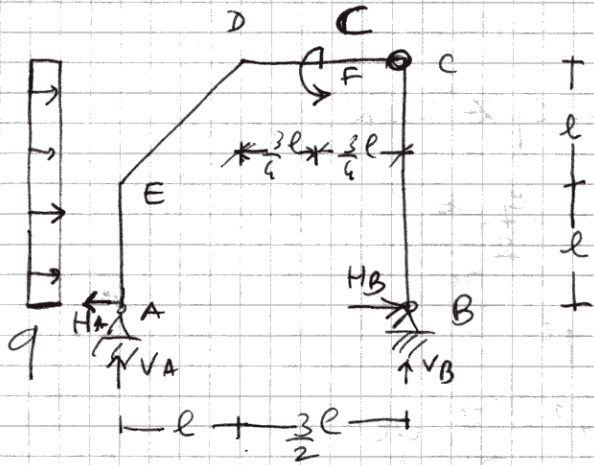 D C
F C
l
3/4 l 3/4 l
E
l
HA A HB B
q VA VB
l 3/2 l